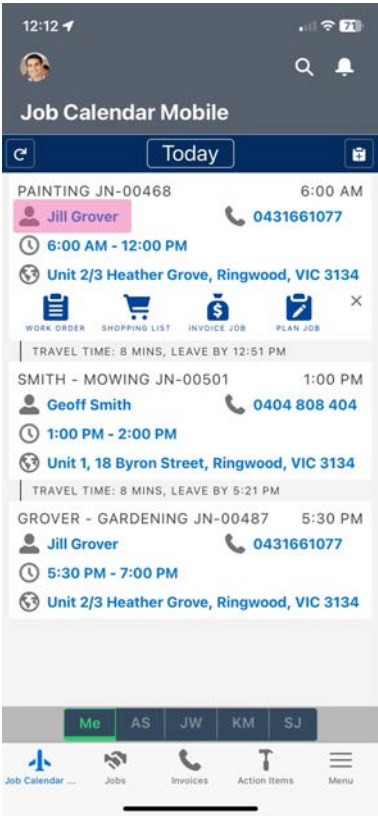 12:12
71
Job Calendar Mobile
Today
PAINTING JN-00468 6:00 AM
Jill Grover 0431661077
6:00 AM - 12:00 PM
Unit 2/3 Heather Grove, Ringwood, VIC 3134
WORK ORDER SHOPPING LIST INVOICE JOB PLAN JOB
TRAVEL TIME: 8 MINS, LEAVE BY 12:51 PM
SMITH - MOWING JN-00501 1:00 PM
Geoff Smith 0404 808 404
1:00 PM - 2:00 PM
Unit 1, 18 Byron Street, Ringwood, VIC 3134
TRAVEL TIME: 8 MINS, LEAVE BY 5:21 PM
GROVER - GARDENING JN-00487 5:30 PM
Jill Grover 0431661077
5:30 PM - 7:00 PM
Unit 2/3 Heather Grove, Ringwood, VIC 3134
Me AS JW KM SJ
Job Calendar ... Jobs Invoices Action Items Menu